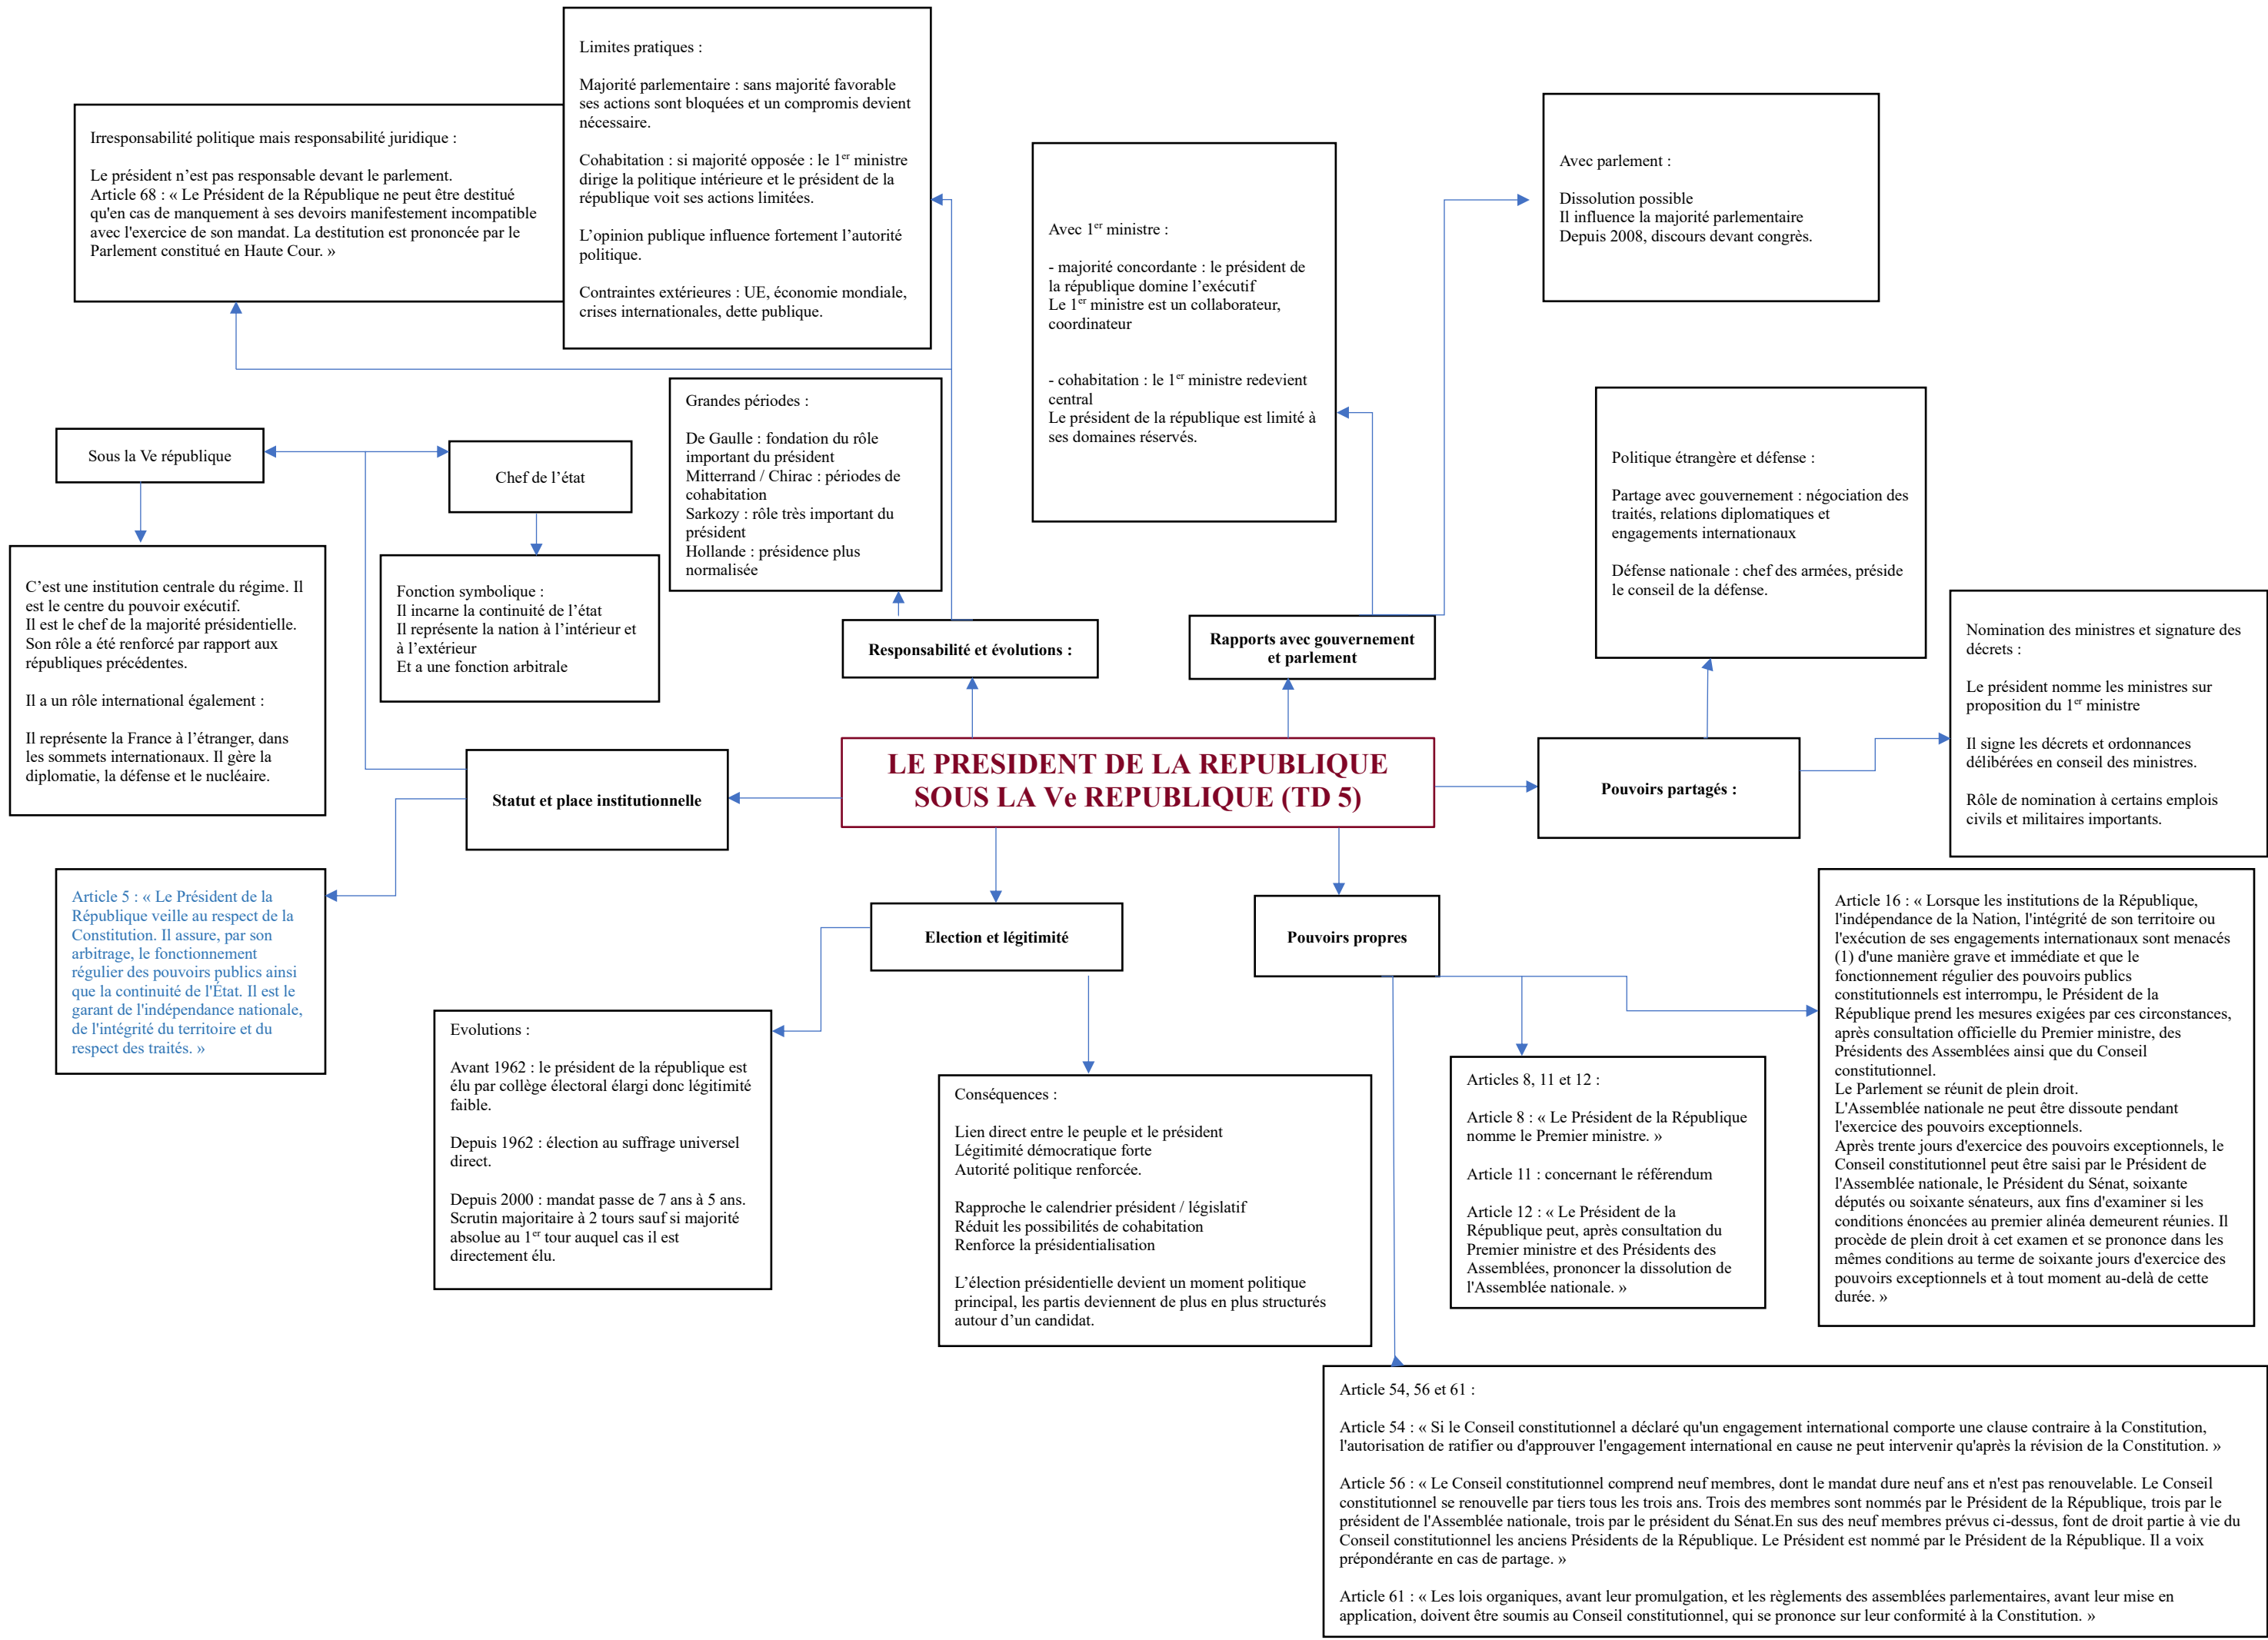 Limites pratiques :
Majorité parlementaire : sans majorité favorable
ses actions sont bloquées et un compromis devient
nécessaire.
Cohabitation : si majorité opposée : le 1er ministre
dirige la politique intérieure et le président de la
république voit ses actions limitées.
L’opinion publique influence fortement l’autorité
politique.
Contraintes extérieures : UE, économie mondiale,
crises internationales, dette publique.
Irresponsabilité politique mais responsabilité juridique :
Le président n’est pas responsable devant le parlement.
Article 68 : « Le Président de la République ne peut être destitué
qu'en cas de manquement à ses devoirs manifestement incompatible
avec l'exercice de son mandat. La destitution est prononcée par le
Parlement constitué en Haute Cour. »
Avec 1er ministre :
- majorité concordante : le président de
la république domine l’exécutif
Le 1er ministre est un collaborateur,
coordinateur
- cohabitation : le 1er ministre redevient
central
Le président de la république est limité à
ses domaines réservés.
Avec parlement :
Dissolution possible
Il influence la majorité parlementaire
Depuis 2008, discours devant congrès.
Grandes périodes :
De Gaulle : fondation du rôle
important du président
Mitterrand / Chirac : périodes de
cohabitation
Sarkozy : rôle très important du
président
Hollande : présidence plus
normalisée
Sous la Ve république
Chef de l’état
C’est une institution centrale du régime. Il
est le centre du pouvoir exécutif.
Il est le chef de la majorité présidentielle.
Son rôle a été renforcé par rapport aux
républiques précédentes.
Il a un rôle international également :
Il représente la France à l’étranger, dans
les sommets internationaux. Il gère la
diplomatie, la défense et le nucléaire.
Fonction symbolique :
Il incarne la continuité de l’état
Il représente la nation à l’intérieur et
à l’extérieur
Et a une fonction arbitrale
Responsabilité et évolutions :
Rapports avec gouvernement
et parlement
Politique étrangère et défense :
Partage avec gouvernement : négociation des
traités, relations diplomatiques et
engagements internationaux
Défense nationale : chef des armées, préside
le conseil de la défense.
Nomination des ministres et signature des
décrets :
Le président nomme les ministres sur
proposition du 1er ministre
Il signe les décrets et ordonnances
délibérées en conseil des ministres.
Rôle de nomination à certains emplois
civils et militaires importants.
Statut et place institutionnelle
LE PRESIDENT DE LA REPUBLIQUE
SOUS LA Ve REPUBLIQUE (TD 5)
Pouvoirs partagés :
Article 5 : « Le Président de la
République veille au respect de la
Constitution. Il assure, par son
arbitrage, le fonctionnement
régulier des pouvoirs publics ainsi
que la continuité de l'État. Il est le
garant de l'indépendance nationale,
de l'intégrité du territoire et du
respect des traités. »
Election et légitimité
Pouvoirs propres
Evolutions :
Avant 1962 : le président de la république est
élu par collège électoral élargi donc légitimité
faible.
Depuis 1962 : élection au suffrage universel
direct.
Depuis 2000 : mandat passe de 7 ans à 5 ans.
Scrutin majoritaire à 2 tours sauf si majorité
absolue au 1er tour auquel cas il est
directement élu.
Conséquences :
Lien direct entre le peuple et le président
Légitimité démocratique forte
Autorité politique renforcée.
Rapproche le calendrier président / législatif
Réduit les possibilités de cohabitation
Renforce la présidentialisation
L’élection présidentielle devient un moment politique
principal, les partis deviennent de plus en plus structurés
autour d’un candidat.
Articles 8, 11 et 12 :
Article 8 : « Le Président de la République
nomme le Premier ministre. »
Article 11 : concernant le référendum
Article 12 : « Le Président de la
République peut, après consultation du
Premier ministre et des Présidents des
Assemblées, prononcer la dissolution de
l'Assemblée nationale. »
Article 16 : « Lorsque les institutions de la République,
l'indépendance de la Nation, l'intégrité de son territoire ou
l'exécution de ses engagements internationaux sont menacés
(1) d'une manière grave et immédiate et que le
fonctionnement régulier des pouvoirs publics
constitutionnels est interrompu, le Président de la
République prend les mesures exigées par ces circonstances,
après consultation officielle du Premier ministre, des
Présidents des Assemblées ainsi que du Conseil
constitutionnel.
Le Parlement se réunit de plein droit.
L'Assemblée nationale ne peut être dissoute pendant
l'exercice des pouvoirs exceptionnels.
Après trente jours d'exercice des pouvoirs exceptionnels, le
Conseil constitutionnel peut être saisi par le Président de
l'Assemblée nationale, le Président du Sénat, soixante
députés ou soixante sénateurs, aux fins d'examiner si les
conditions énoncées au premier alinéa demeurent réunies. Il
procède de plein droit à cet examen et se prononce dans les
mêmes conditions au terme de soixante jours d'exercice des
pouvoirs exceptionnels et à tout moment au-delà de cette
durée. »
Article 54, 56 et 61 :
Article 54 : « Si le Conseil constitutionnel a déclaré qu'un engagement international comporte une clause contraire à la Constitution,
l'autorisation de ratifier ou d'approuver l'engagement international en cause ne peut intervenir qu'après la révision de la Constitution. »
Article 56 : « Le Conseil constitutionnel comprend neuf membres, dont le mandat dure neuf ans et n'est pas renouvelable. Le Conseil
constitutionnel se renouvelle par tiers tous les trois ans. Trois des membres sont nommés par le Président de la République, trois par le
président de l'Assemblée nationale, trois par le président du Sénat.En sus des neuf membres prévus ci-dessus, font de droit partie à vie du
Conseil constitutionnel les anciens Présidents de la République. Le Président est nommé par le Président de la République. Il a voix
prépondérante en cas de partage. »
Article 61 : « Les lois organiques, avant leur promulgation, et les règlements des assemblées parlementaires, avant leur mise en
application, doivent être soumis au Conseil constitutionnel, qui se prononce sur leur conformité à la Constitution. »